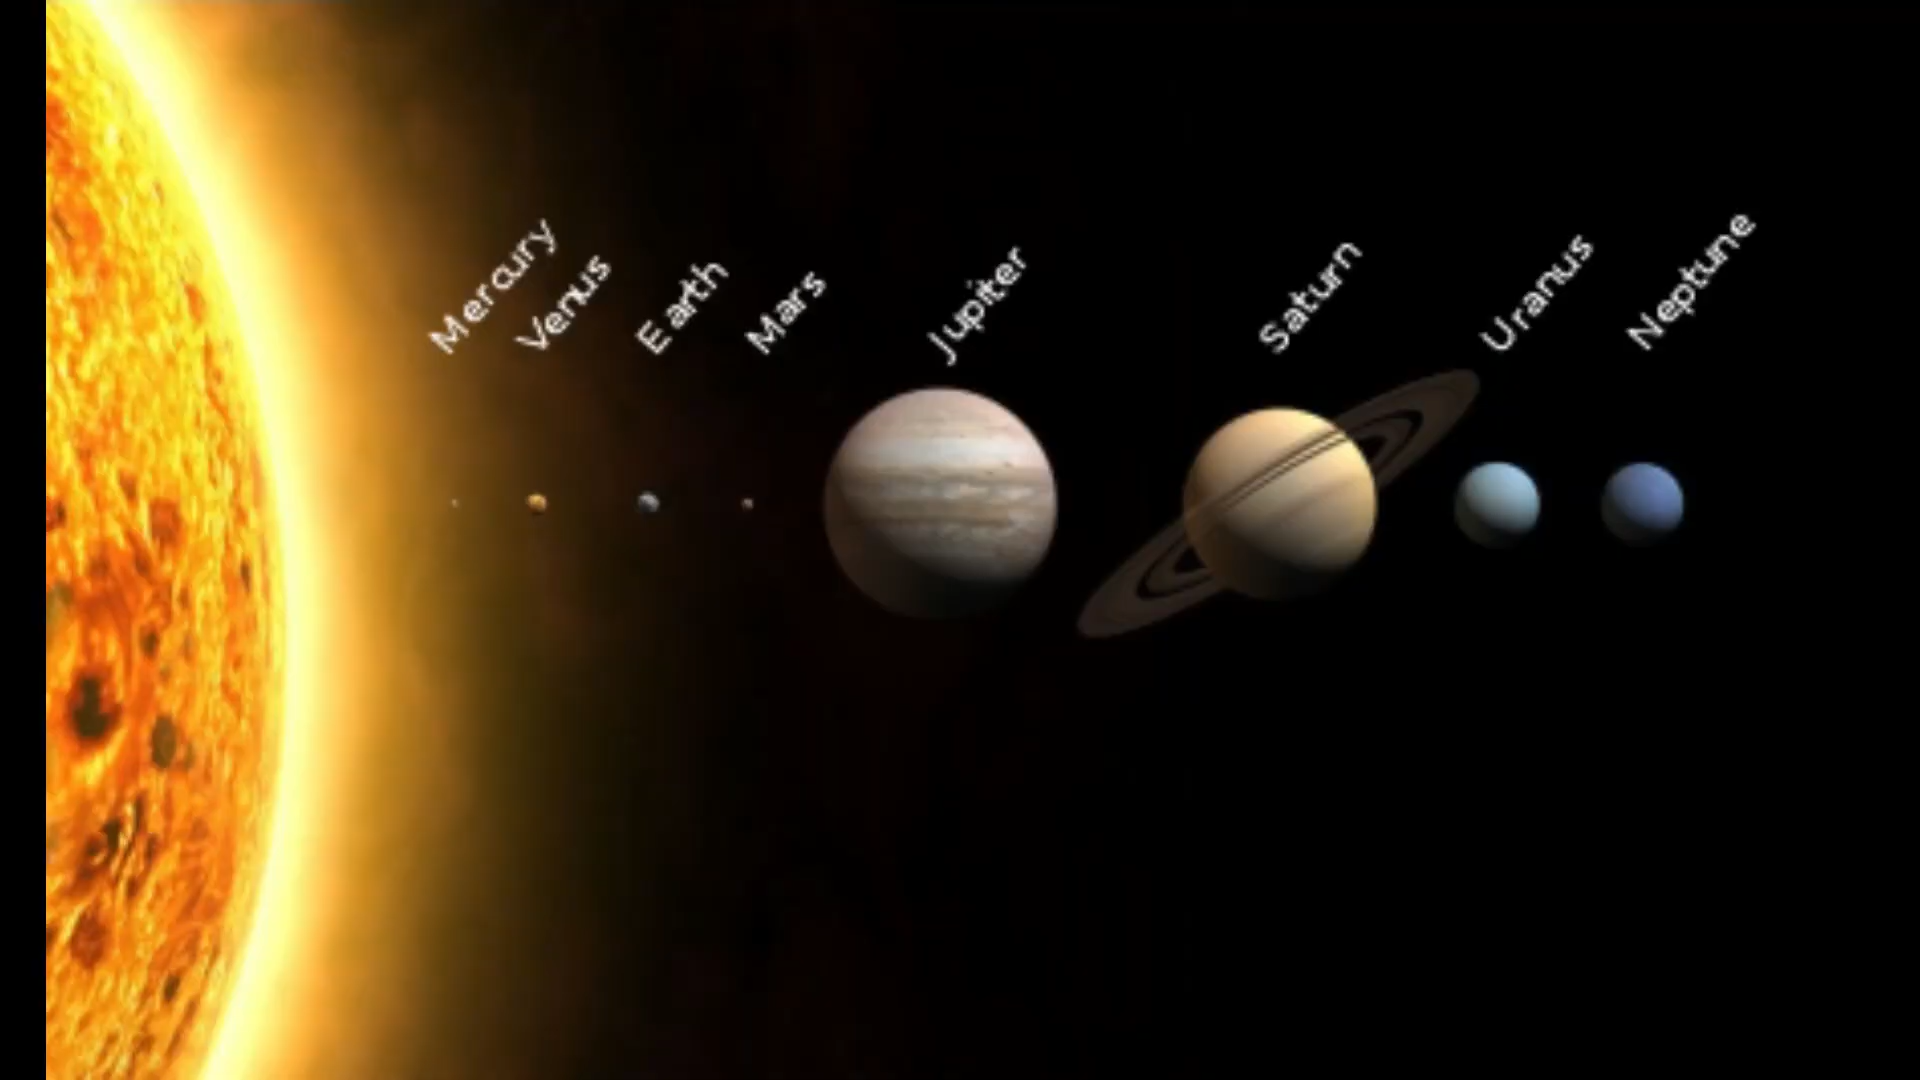 Mercury
Venus
Earth
Mars
Jupiter
Saturn
Uranus
Neptune